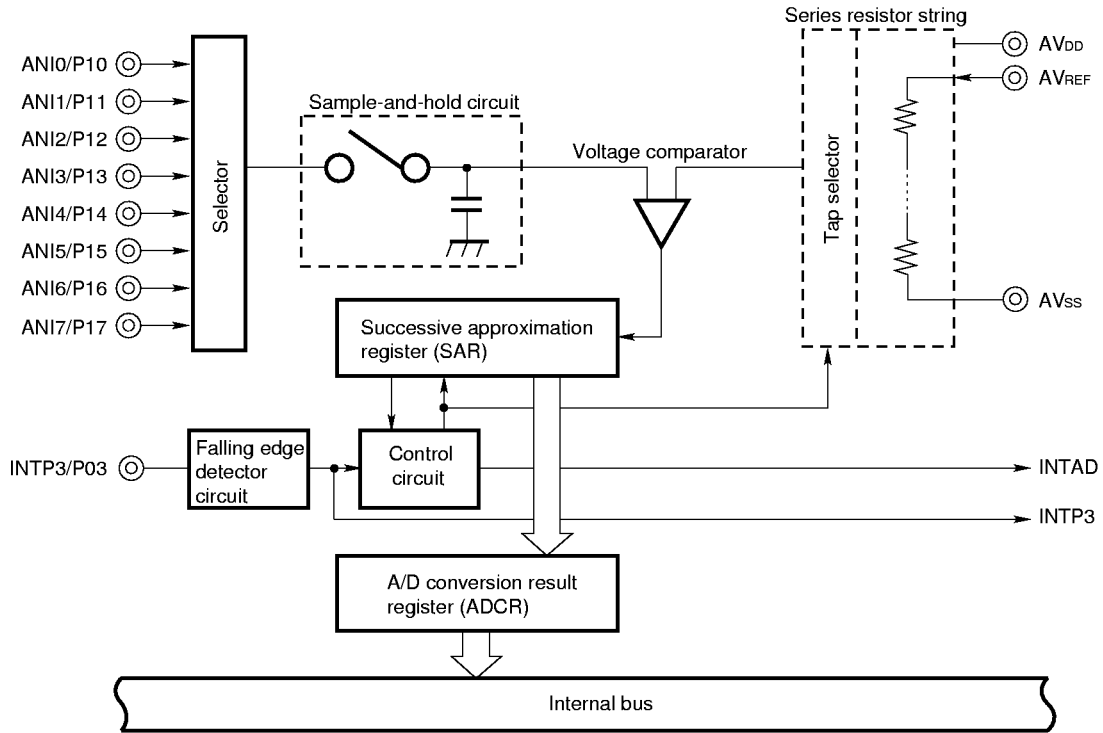 Series resistor string
ANI0/P10
ANI1/P11
ANI2/P12
ANI3/P13
ANI4/P14
ANI5/P15
ANI6/P16
ANI7/P17
Selector
Sample-and-hold circuit
Voltage comparator
Tap selector
AVDD
AVREF
AVSS
Successive approximation
register (SAR)
INTP3/P03
Falling edge
detector
circuit
Control
circuit
INTAD
INTP3
A/D conversion result
register (ADCR)
Internal bus